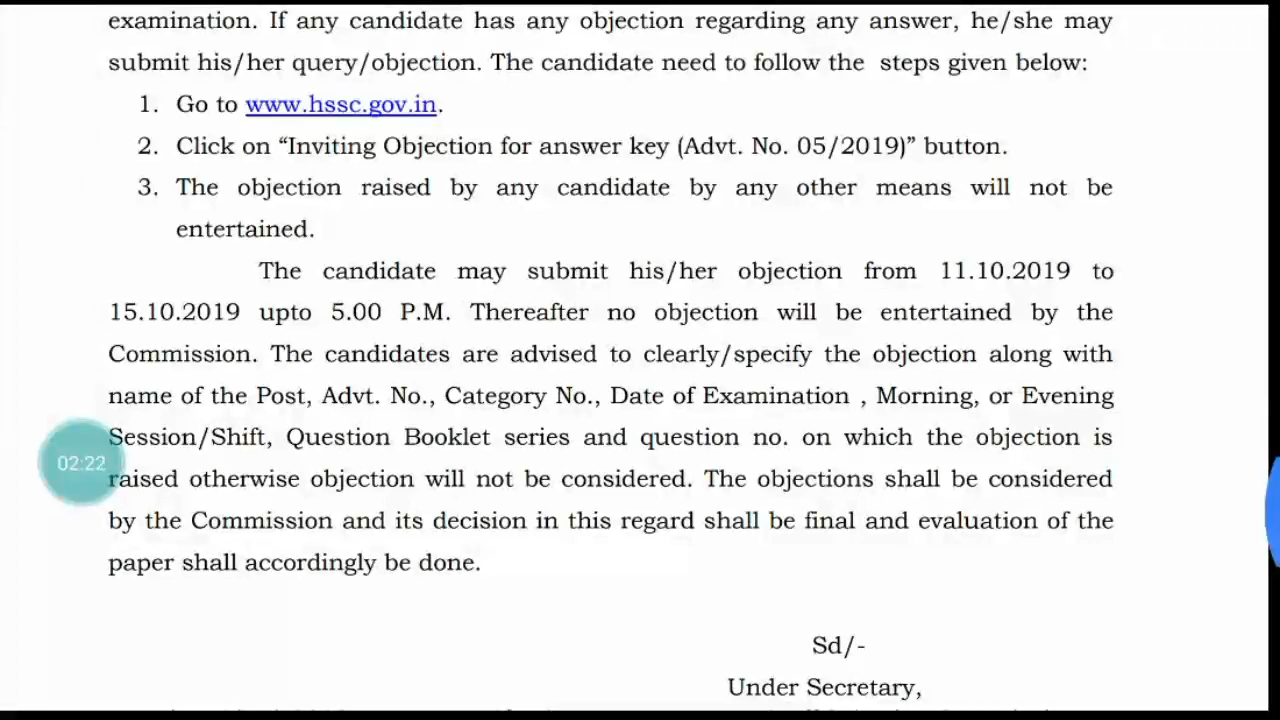 examination. If any candidate has any objection regarding any answer, he/she may
submit his/her query/objection. The candidate need to follow the steps given below:
1. Go to www.hssc.gov.in.
2. Click on “Inviting Objection for answer key (Advt. No. 05/2019)” button.
3. The objection raised by any candidate by any other means will not be
entertained.
The candidate may submit his/her objection from 11.10.2019 to
15.10.2019 upto 5.00 P.M. Thereafter no objection will be entertained by the
Commission. The candidates are advised to clearly/specify the objection along with
name of the Post, Advt. No., Category No., Date of Examination , Morning, or Evening
Session/Shift, Question Booklet series and question no. on which the objection is
02:22
raised otherwise objection will not be considered. The objections shall be considered
by the Commission and its decision in this regard shall be final and evaluation of the
paper shall accordingly be done.
Sd/-
Under Secretary,